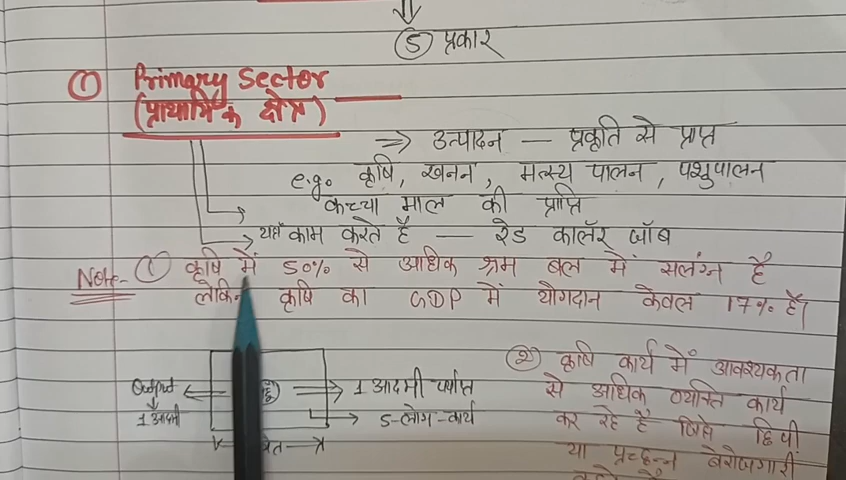 (5) प्रकार
① Primary Sector
(प्राथमिक क्षेत्र)
⇒ उत्पादन — प्रकृति से प्राप्त
e.g. कृषि, खनन, मत्स्य पालन, पशुपालन
कच्चा माल की प्राप्ति
यहाँ काम करते है — रेड कॉलर जॉब
Note- ① कृषि में 50% से अधिक श्रम बल में सलंग्न है
लेकिन कृषि का GDP में योगदान केवल 17% है।
Output
1 आदमी
1 आदमी पर्याप्त
5-लोग-कार्य
② कृषि कार्य में आवश्यकता
से अधिक व्यक्ति कार्य
कर रहे है जिसे छिपी
या प्रच्छन्न बेरोजगारी